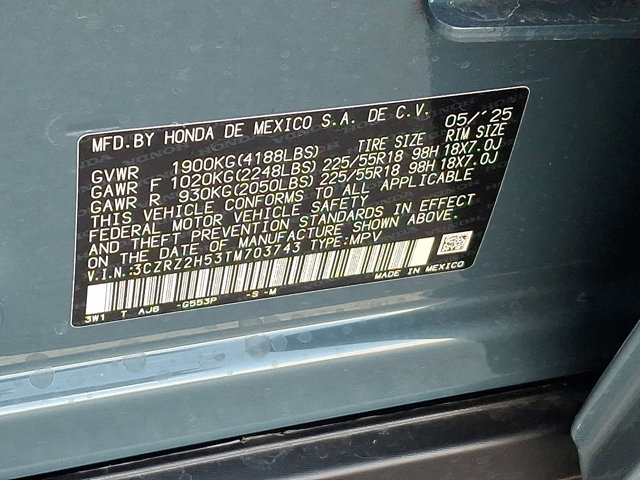 MFD.BY HONDA DE MEXICO S.A. DE C.V. 05/'25
GVWR 1900KG(4188LBS) TIRE SIZE RIM SIZE
GAWR F 1020KG(2248LBS) 225/55R18 98H 18X7.0J
GAWR R 930KG(2050LBS) 225/55R18 98H 18X7.0J
THIS VEHICLE CONFORMS TO ALL APPLICABLE
FEDERAL MOTOR VEHICLE SAFETY
AND THEFT PREVENTION STANDARDS IN EFFECT
ON THE DATE OF MANUFACTURE SHOWN ABOVE.
V.I.N.:3CZRZ2H53TM703743 TYPE:MPV
MADE IN MEXICO
3W1 T AJ6 -G553P -S-M